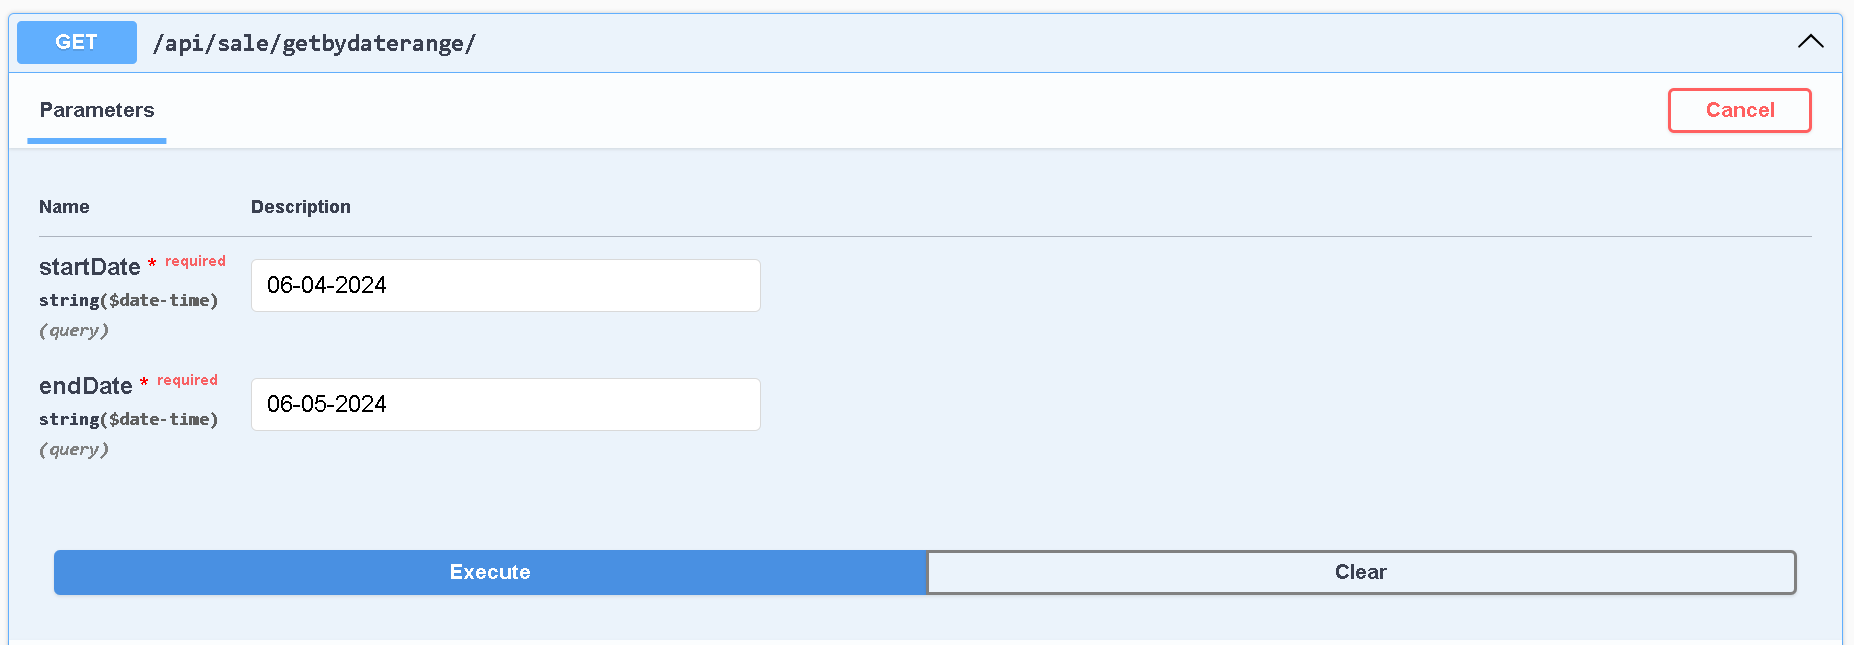 GET /api/sale/getbydaterange/
Parameters
Cancel
Name Description
startDate * required
string($date-time)
(query)
06-04-2024
endDate * required
string($date-time)
(query)
06-05-2024
Execute Clear